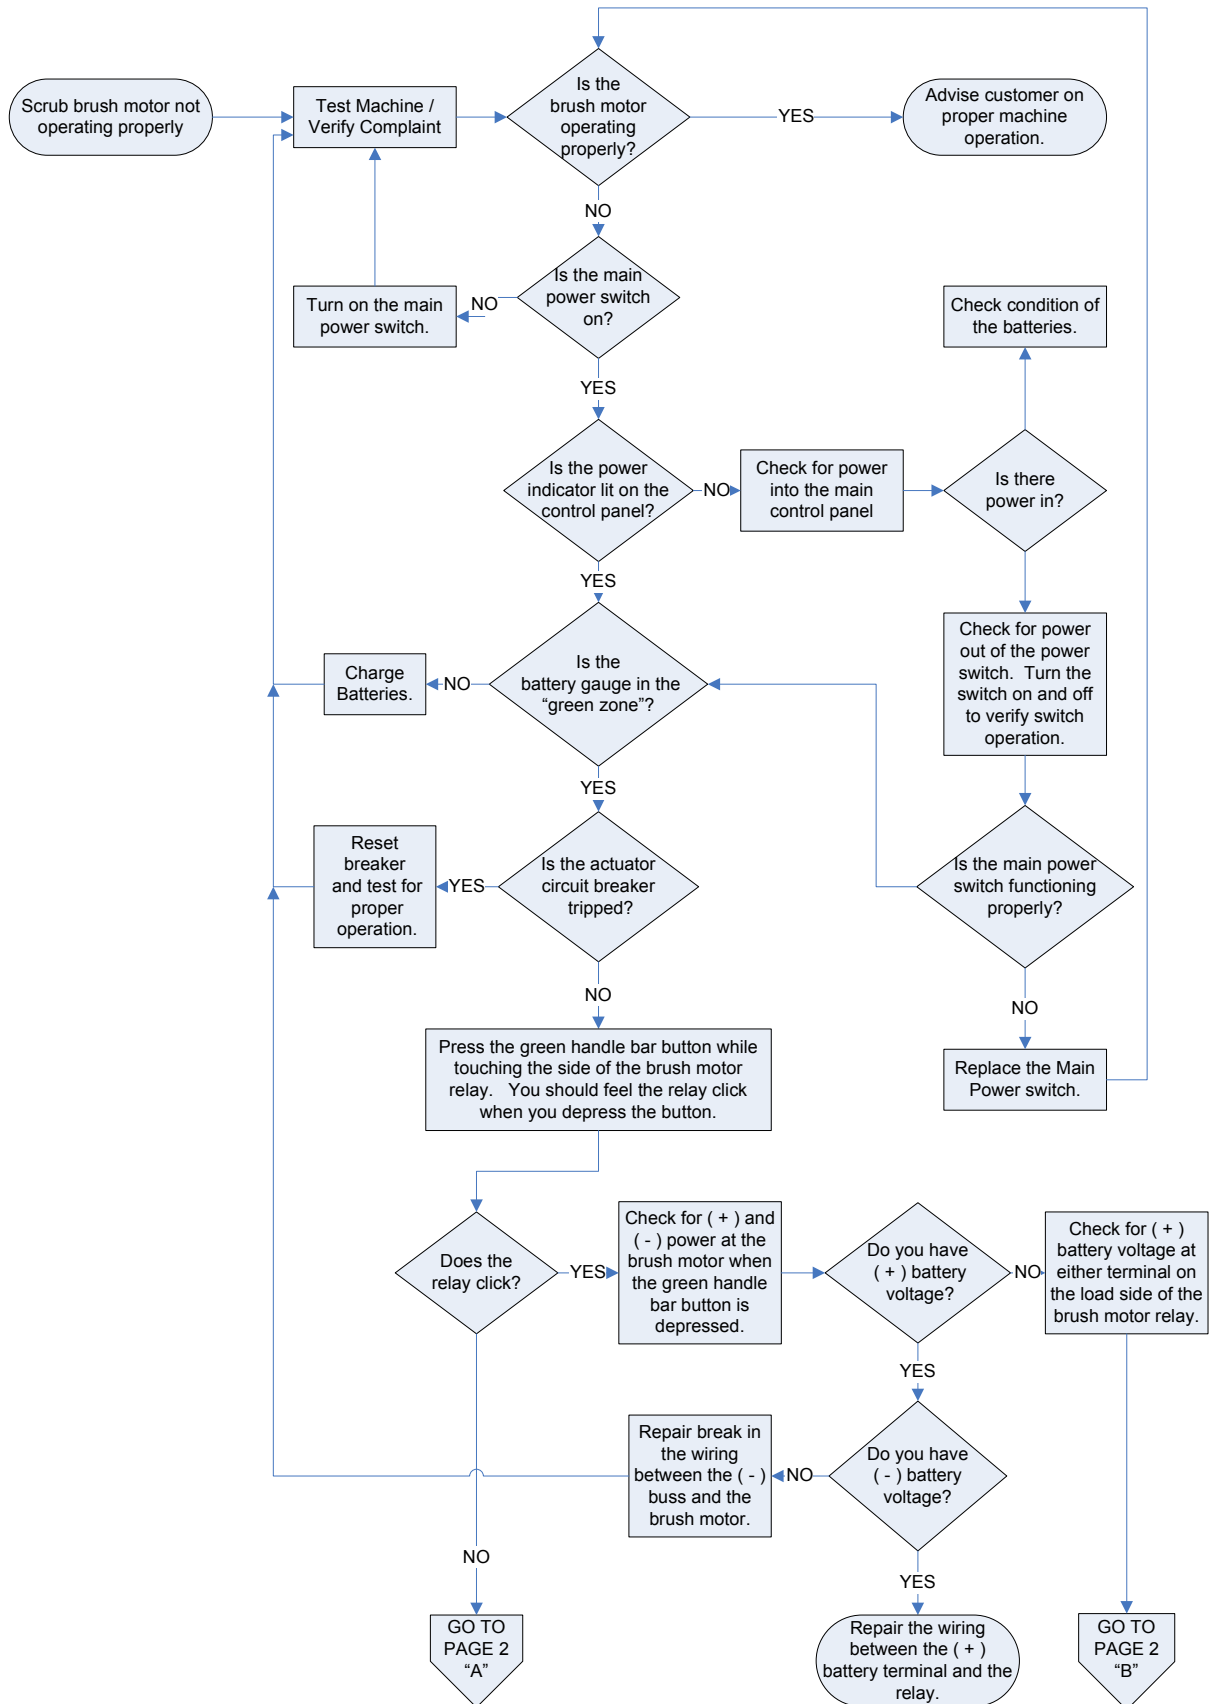 Scrub brush motor not
operating properly
Test Machine /
Verify Complaint
Is the
brush motor
operating
properly?
YES
Advise customer on
proper machine
operation.
NO
Is the main
power switch
on?
NO
Turn on the main
power switch.
Check condition of
the batteries.
YES
Is the power
indicator lit on the
control panel?
NO
Check for power
into the main
control panel
Is there
power in?
YES
Is the
battery gauge in the
“green zone”?
NO
Charge
Batteries.
Check for power
out of the power
switch.  Turn the
switch on and off
to verify switch
operation.
YES
Is the actuator
circuit breaker
tripped?
YES
Reset
breaker
and test for
proper
operation.
Is the main power
switch functioning
properly?
NO
NO
Press the green handle bar button while
touching the side of the brush motor
relay.   You should feel the relay click
when you depress the button.
Replace the Main
Power switch.
Does the
relay click?
YES
Check for ( + ) and
( - ) power at the
brush motor when
the green handle
bar button is
depressed.
Do you have
( + ) battery
voltage?
NO
Check for ( + )
battery voltage at
either terminal on
the load side of the
brush motor relay.
YES
Repair break in
the wiring
between the ( - )
buss and the
brush motor.
NO
Do you have
( - ) battery
voltage?
NO
YES
GO TO
PAGE 2
“A”
Repair the wiring
between the ( + )
battery terminal and the
relay.
GO TO
PAGE 2
“B”